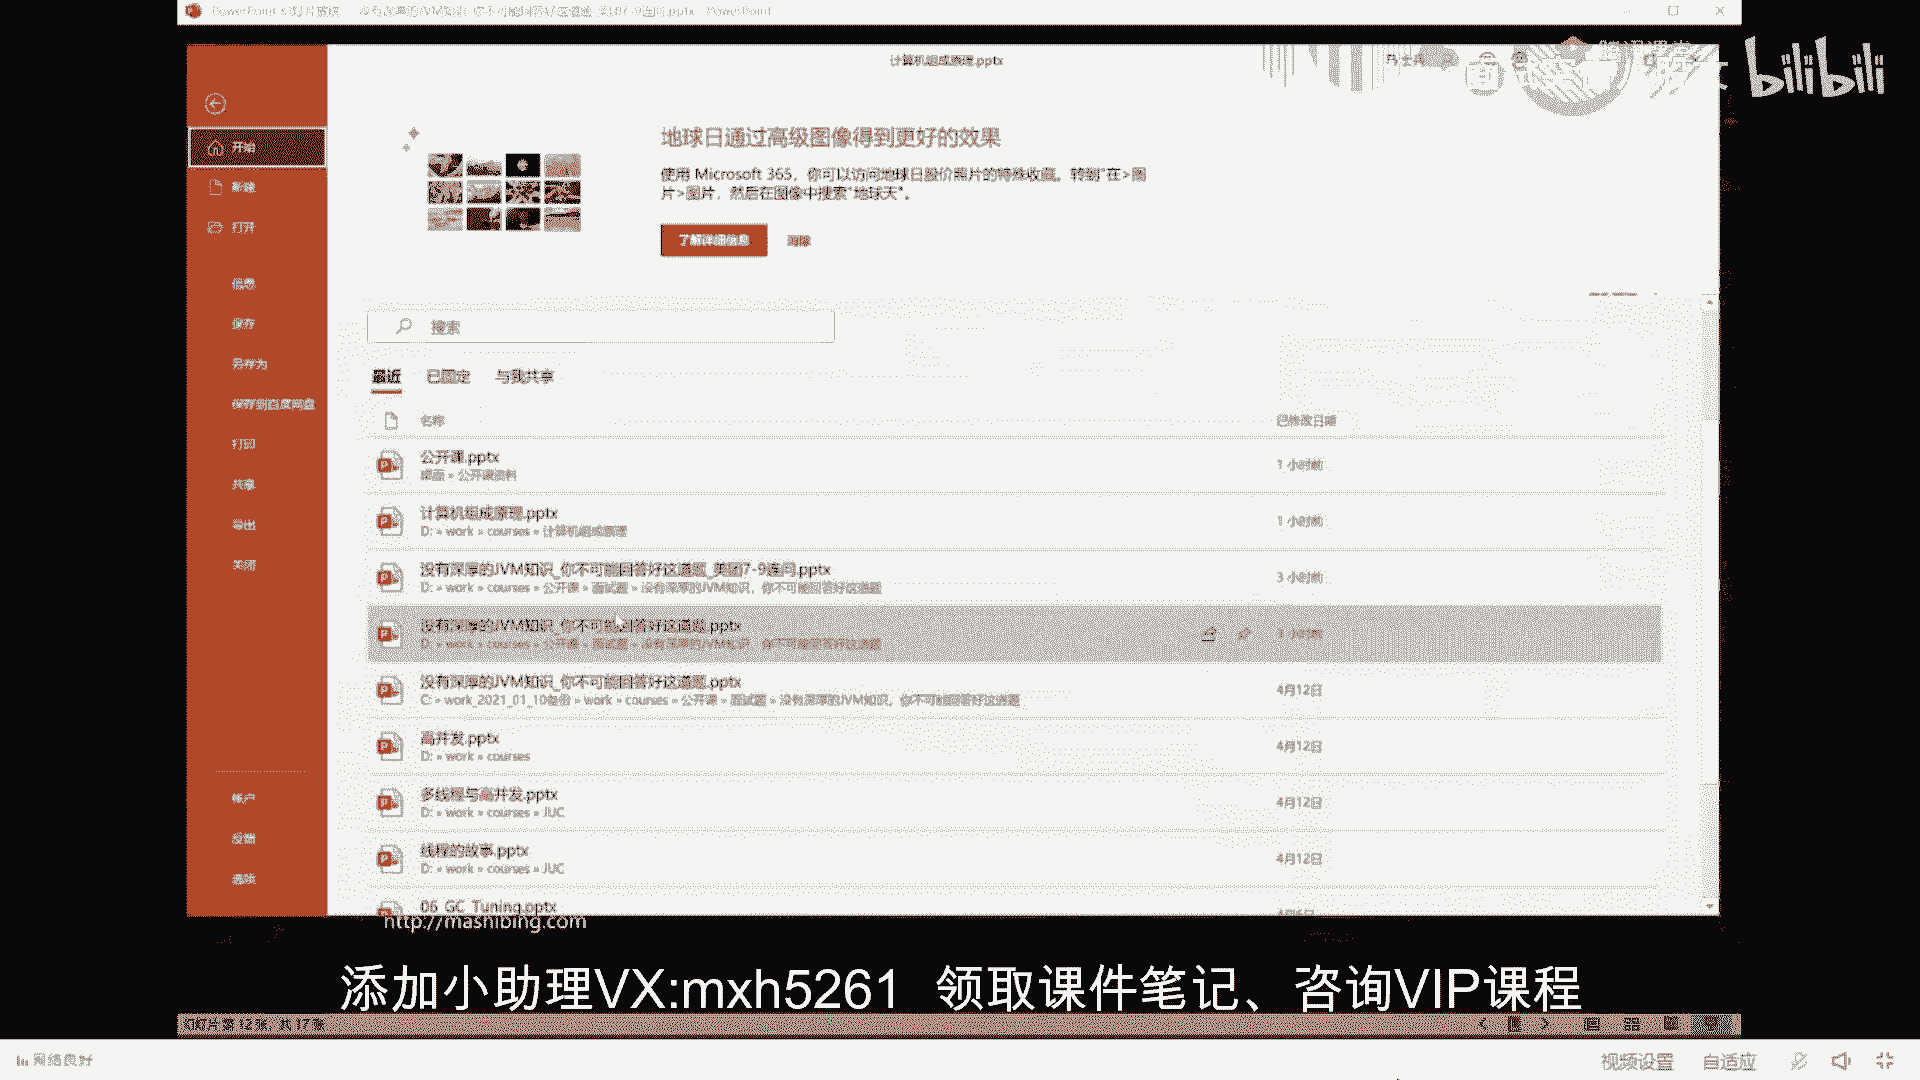 计算机组成原理.pptx
bilibili
地球日通过高级图像得到更好的效果
使用 Microsoft 365，你可以访问地球日股价照片的特殊收藏。转到"在>图
片>图片，然后在图像中搜索"地球天"。
了解详细信息 消除
开始
新建
打开
信息
保存
另存为
保存到百度网盘
打印
共享
导出
关闭
帐户
反馈
选项
搜索
最近 已固定 与我共享
名称 已修改日期
公开课.pptx
桌面 » 公开课资料
1 小时前
计算机组成原理.pptx
D: » work » courses » 计算机组成原理
1 小时前
没有深厚的JVM知识_你不可能回答好这道题_美团7-9连问.pptx
D: » work » courses » 公开课 » 面试题 » 没有深厚的JVM知识，你不可能回答好这道题
3 小时前
没有深厚的JVM知识_你不可能回答好这道题.pptx
D: » work » courses » 公开课 » 面试题 » 没有深厚的JVM知识，你不可能回答好这道题
3 小时前
没有深厚的JVM知识_你不可能回答好这道题.pptx
C: » work_2021_01_10备份 » work » courses » 公开课 » 面试题 » 没有深厚的JVM知识，你不可能回答好这道题
4月12日
高并发.pptx
D: » work » courses
4月12日
多线程与高并发.pptx
D: » work » courses » JUC
4月12日
线程的故事.pptx
D: » work » courses » JUC
4月12日
06_GC_Tuning.pptx
4月6日
http://mashibing.com
添加小助理VX:mxh5261 领取课件笔记、咨询VIP课程
幻灯片 第 12 张，共 17 张
网络良好
视频设置 自适应